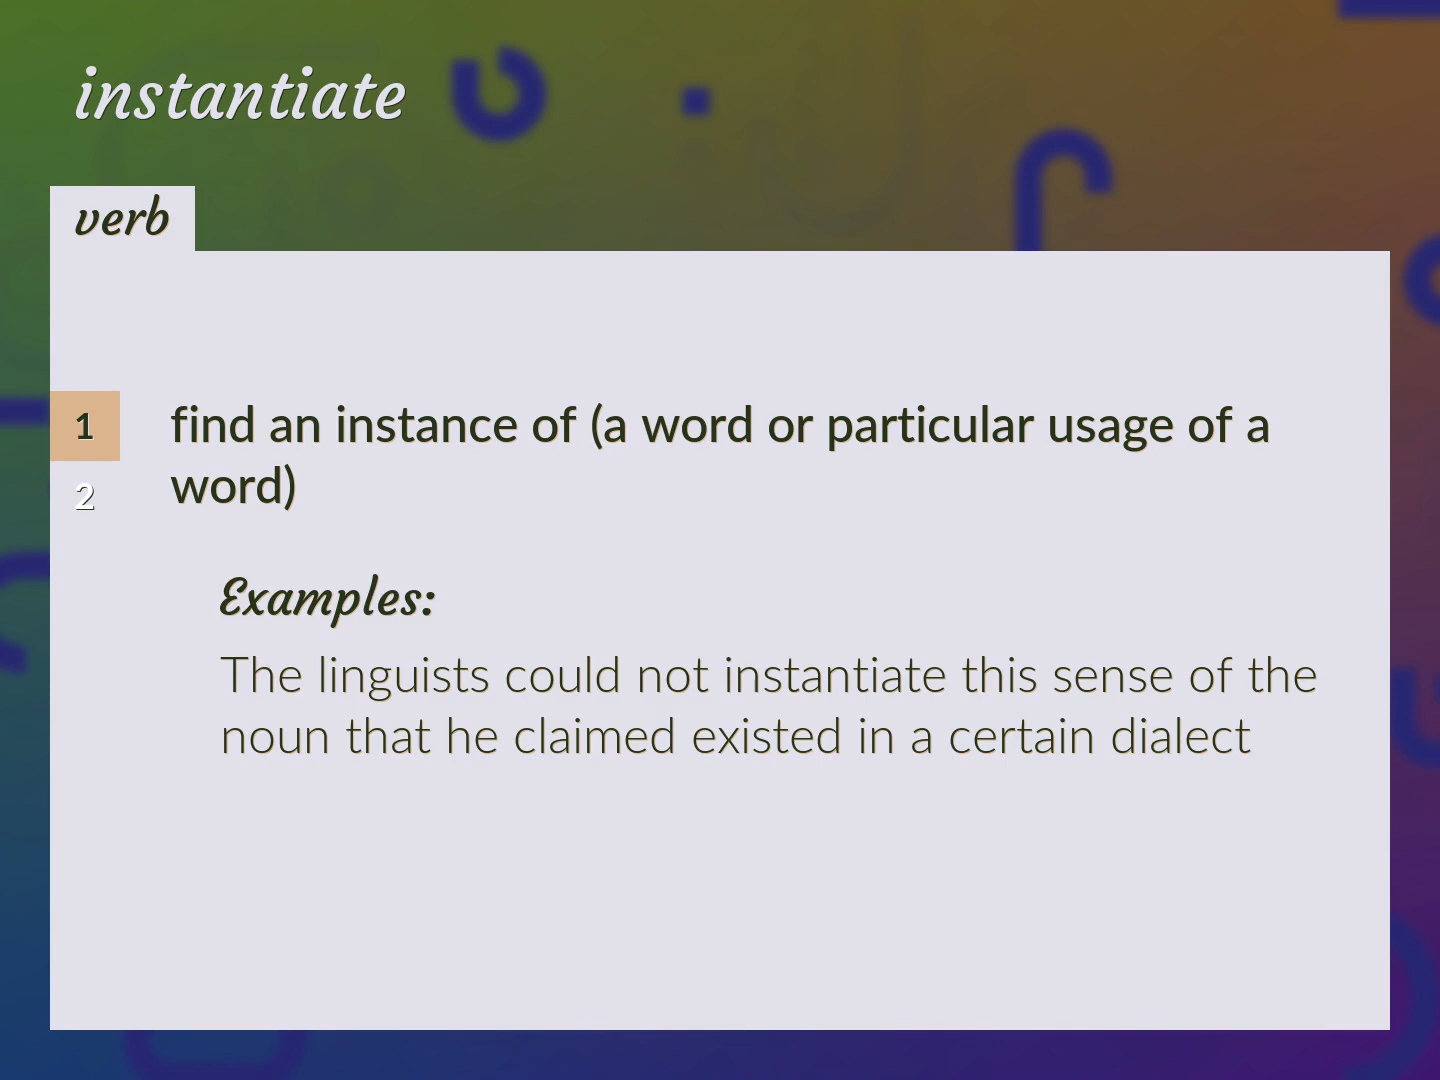 instantiate
verb
1
find an instance of (a word or particular usage of a
word)
2
Examples:
The linguists could not instantiate this sense of the
noun that he claimed existed in a certain dialect